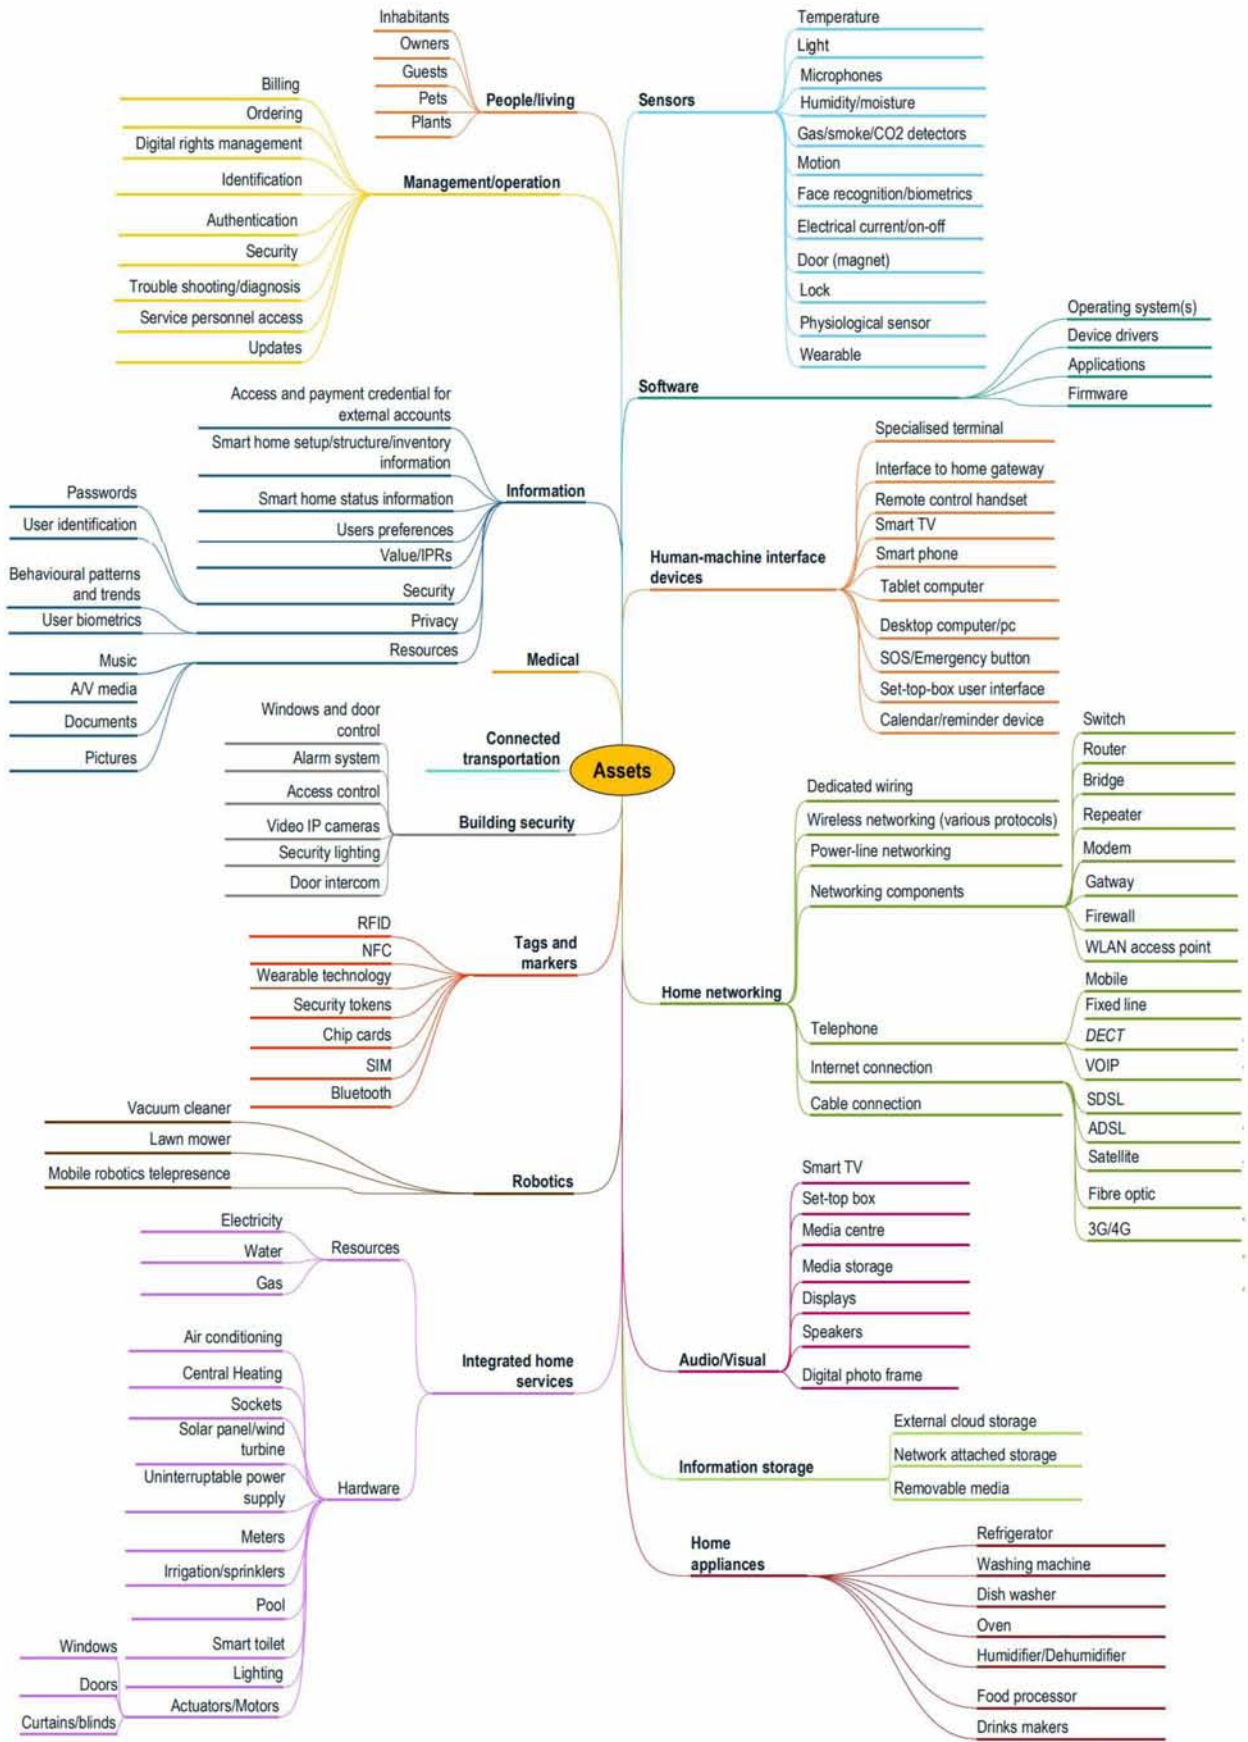 Assets
People/living
Inhabitants
Owners
Guests
Pets
Plants
Management/operation
Billing
Ordering
Digital rights management
Identification
Authentication
Security
Trouble shooting/diagnosis
Service personnel access
Updates
Information
Access and payment credential for
external accounts
Smart home setup/structure/inventory
information
Smart home status information
Users preferences
Value/IPRs
Security
Passwords
User identification
Privacy
Behavioural patterns
and trends
User biometrics
Resources
Music
A/V media
Documents
Pictures
Medical
Connected
transportation
Building security
Windows and door
control
Alarm system
Access control
Video IP cameras
Security lighting
Door intercom
Tags and
markers
RFID
NFC
Wearable technology
Security tokens
Chip cards
SIM
Bluetooth
Robotics
Vacuum cleaner
Lawn mower
Mobile robotics telepresence
Integrated home
services
Resources
Electricity
Water
Gas
Hardware
Air conditioning
Central Heating
Sockets
Solar panel/wind
turbine
Uninterruptable power
supply
Meters
Irrigation/sprinklers
Pool
Smart toilet
Lighting
Actuators/Motors
Windows
Doors
Curtains/blinds
Sensors
Temperature
Light
Microphones
Humidity/moisture
Gas/smoke/CO2 detectors
Motion
Face recognition/biometrics
Electrical current/on-off
Door (magnet)
Lock
Physiological sensor
Wearable
Software
Operating system(s)
Device drivers
Applications
Firmware
Human-machine interface
devices
Specialised terminal
Interface to home gateway
Remote control handset
Smart TV
Smart phone
Tablet computer
Desktop computer/pc
SOS/Emergency button
Set-top-box user interface
Calendar/reminder device
Home networking
Dedicated wiring
Wireless networking (various protocols)
Power-line networking
Networking components
Switch
Router
Bridge
Repeater
Modem
Gatway
Firewall
WLAN access point
Telephone
Mobile
Fixed line
DECT
VOIP
Internet connection
SDSL
ADSL
Satellite
Fibre optic
3G/4G
Cable connection
Audio/Visual
Smart TV
Set-top box
Media centre
Media storage
Displays
Speakers
Digital photo frame
Information storage
External cloud storage
Network attached storage
Removable media
Home
appliances
Refrigerator
Washing machine
Dish washer
Oven
Humidifier/Dehumidifier
Food processor
Drinks makers